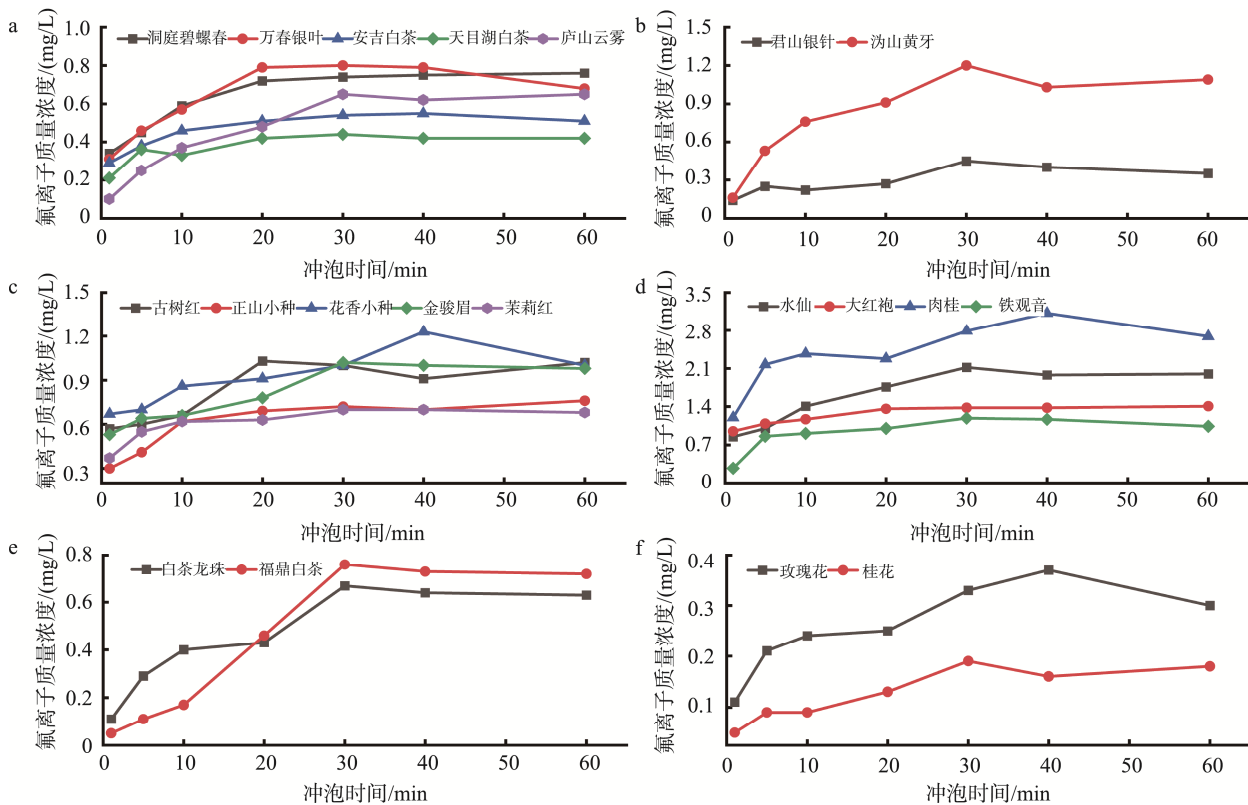 a
洞庭碧螺春 万春银叶 安吉白茶 天目湖白茶 庐山云雾
氟离子质量浓度/(mg/L)
1.0
0.8
0.6
0.4
0.2
0
0 10 20 30 40 50 60
冲泡时间/min
b
君山银针 沩山黄牙
氟离子质量浓度/(mg/L)
1.5
1.2
0.9
0.6
0.3
0
0 10 20 30 40 50 60
冲泡时间/min
c
古树红 正山小种 花香小种 金骏眉 茉莉红
氟离子质量浓度/(mg/L)
1.5
1.2
0.9
0.6
0.3
0 10 20 30 40 50 60
冲泡时间/min
d
水仙 大红袍 肉桂 铁观音
氟离子质量浓度/(mg/L)
3.5
2.8
2.1
1.4
0.7
0
0 10 20 30 40 50 60
冲泡时间/min
e
白茶龙珠 福鼎白茶
氟离子质量浓度/(mg/L)
0.8
0.6
0.4
0.2
0
0 10 20 30 40 50 60
冲泡时间/min
f
玫瑰花 桂花
氟离子质量浓度/(mg/L)
0.4
0.3
0.2
0.1
0 10 20 30 40 50 60
冲泡时间/min